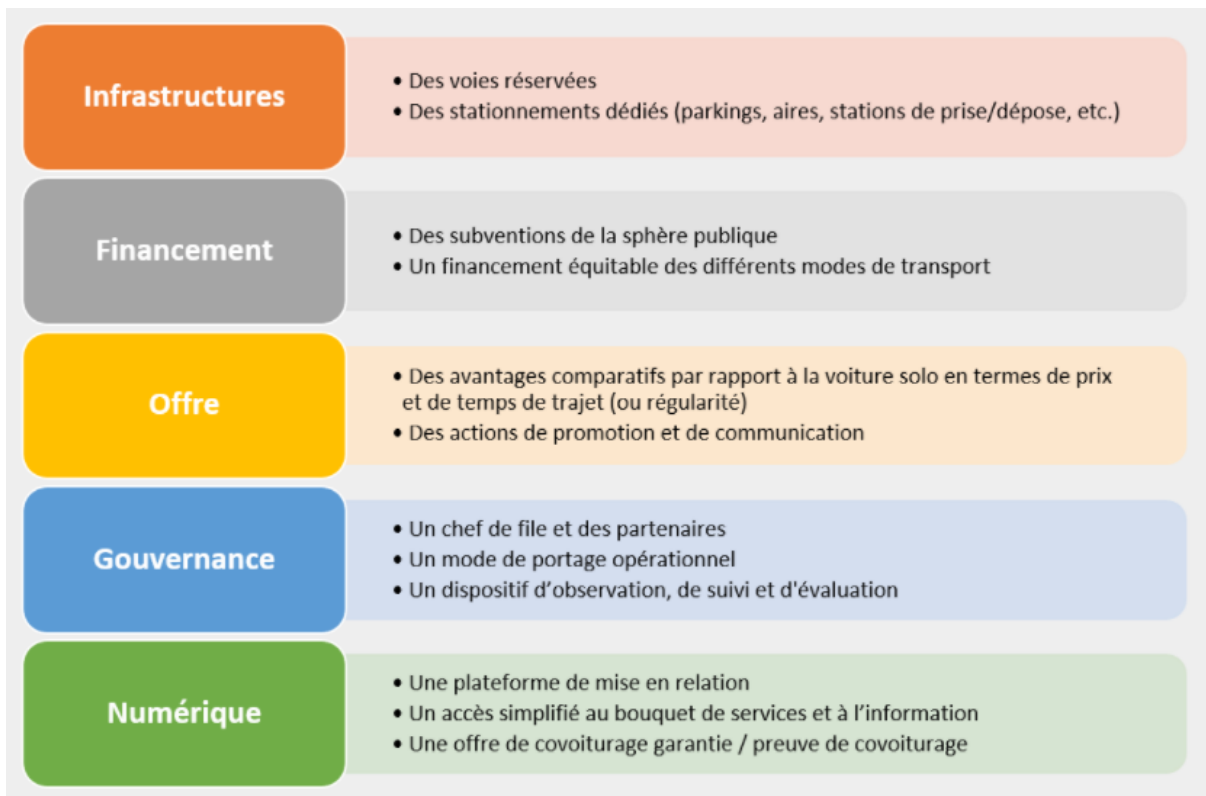 Infrastructures
• Des voies réservées
• Des stationnements dédiés (parkings, aires, stations de prise/dépose, etc.)
Financement
• Des subventions de la sphère publique
• Un financement équitable des différents modes de transport
Offre
• Des avantages comparatifs par rapport à la voiture solo en termes de prix
et de temps de trajet (ou régularité)
• Des actions de promotion et de communication
Gouvernance
• Un chef de file et des partenaires
• Un mode de portage opérationnel
• Un dispositif d’observation, de suivi et d'évaluation
Numérique
• Une plateforme de mise en relation
• Un accès simplifié au bouquet de services et à l’information
• Une offre de covoiturage garantie / preuve de covoiturage